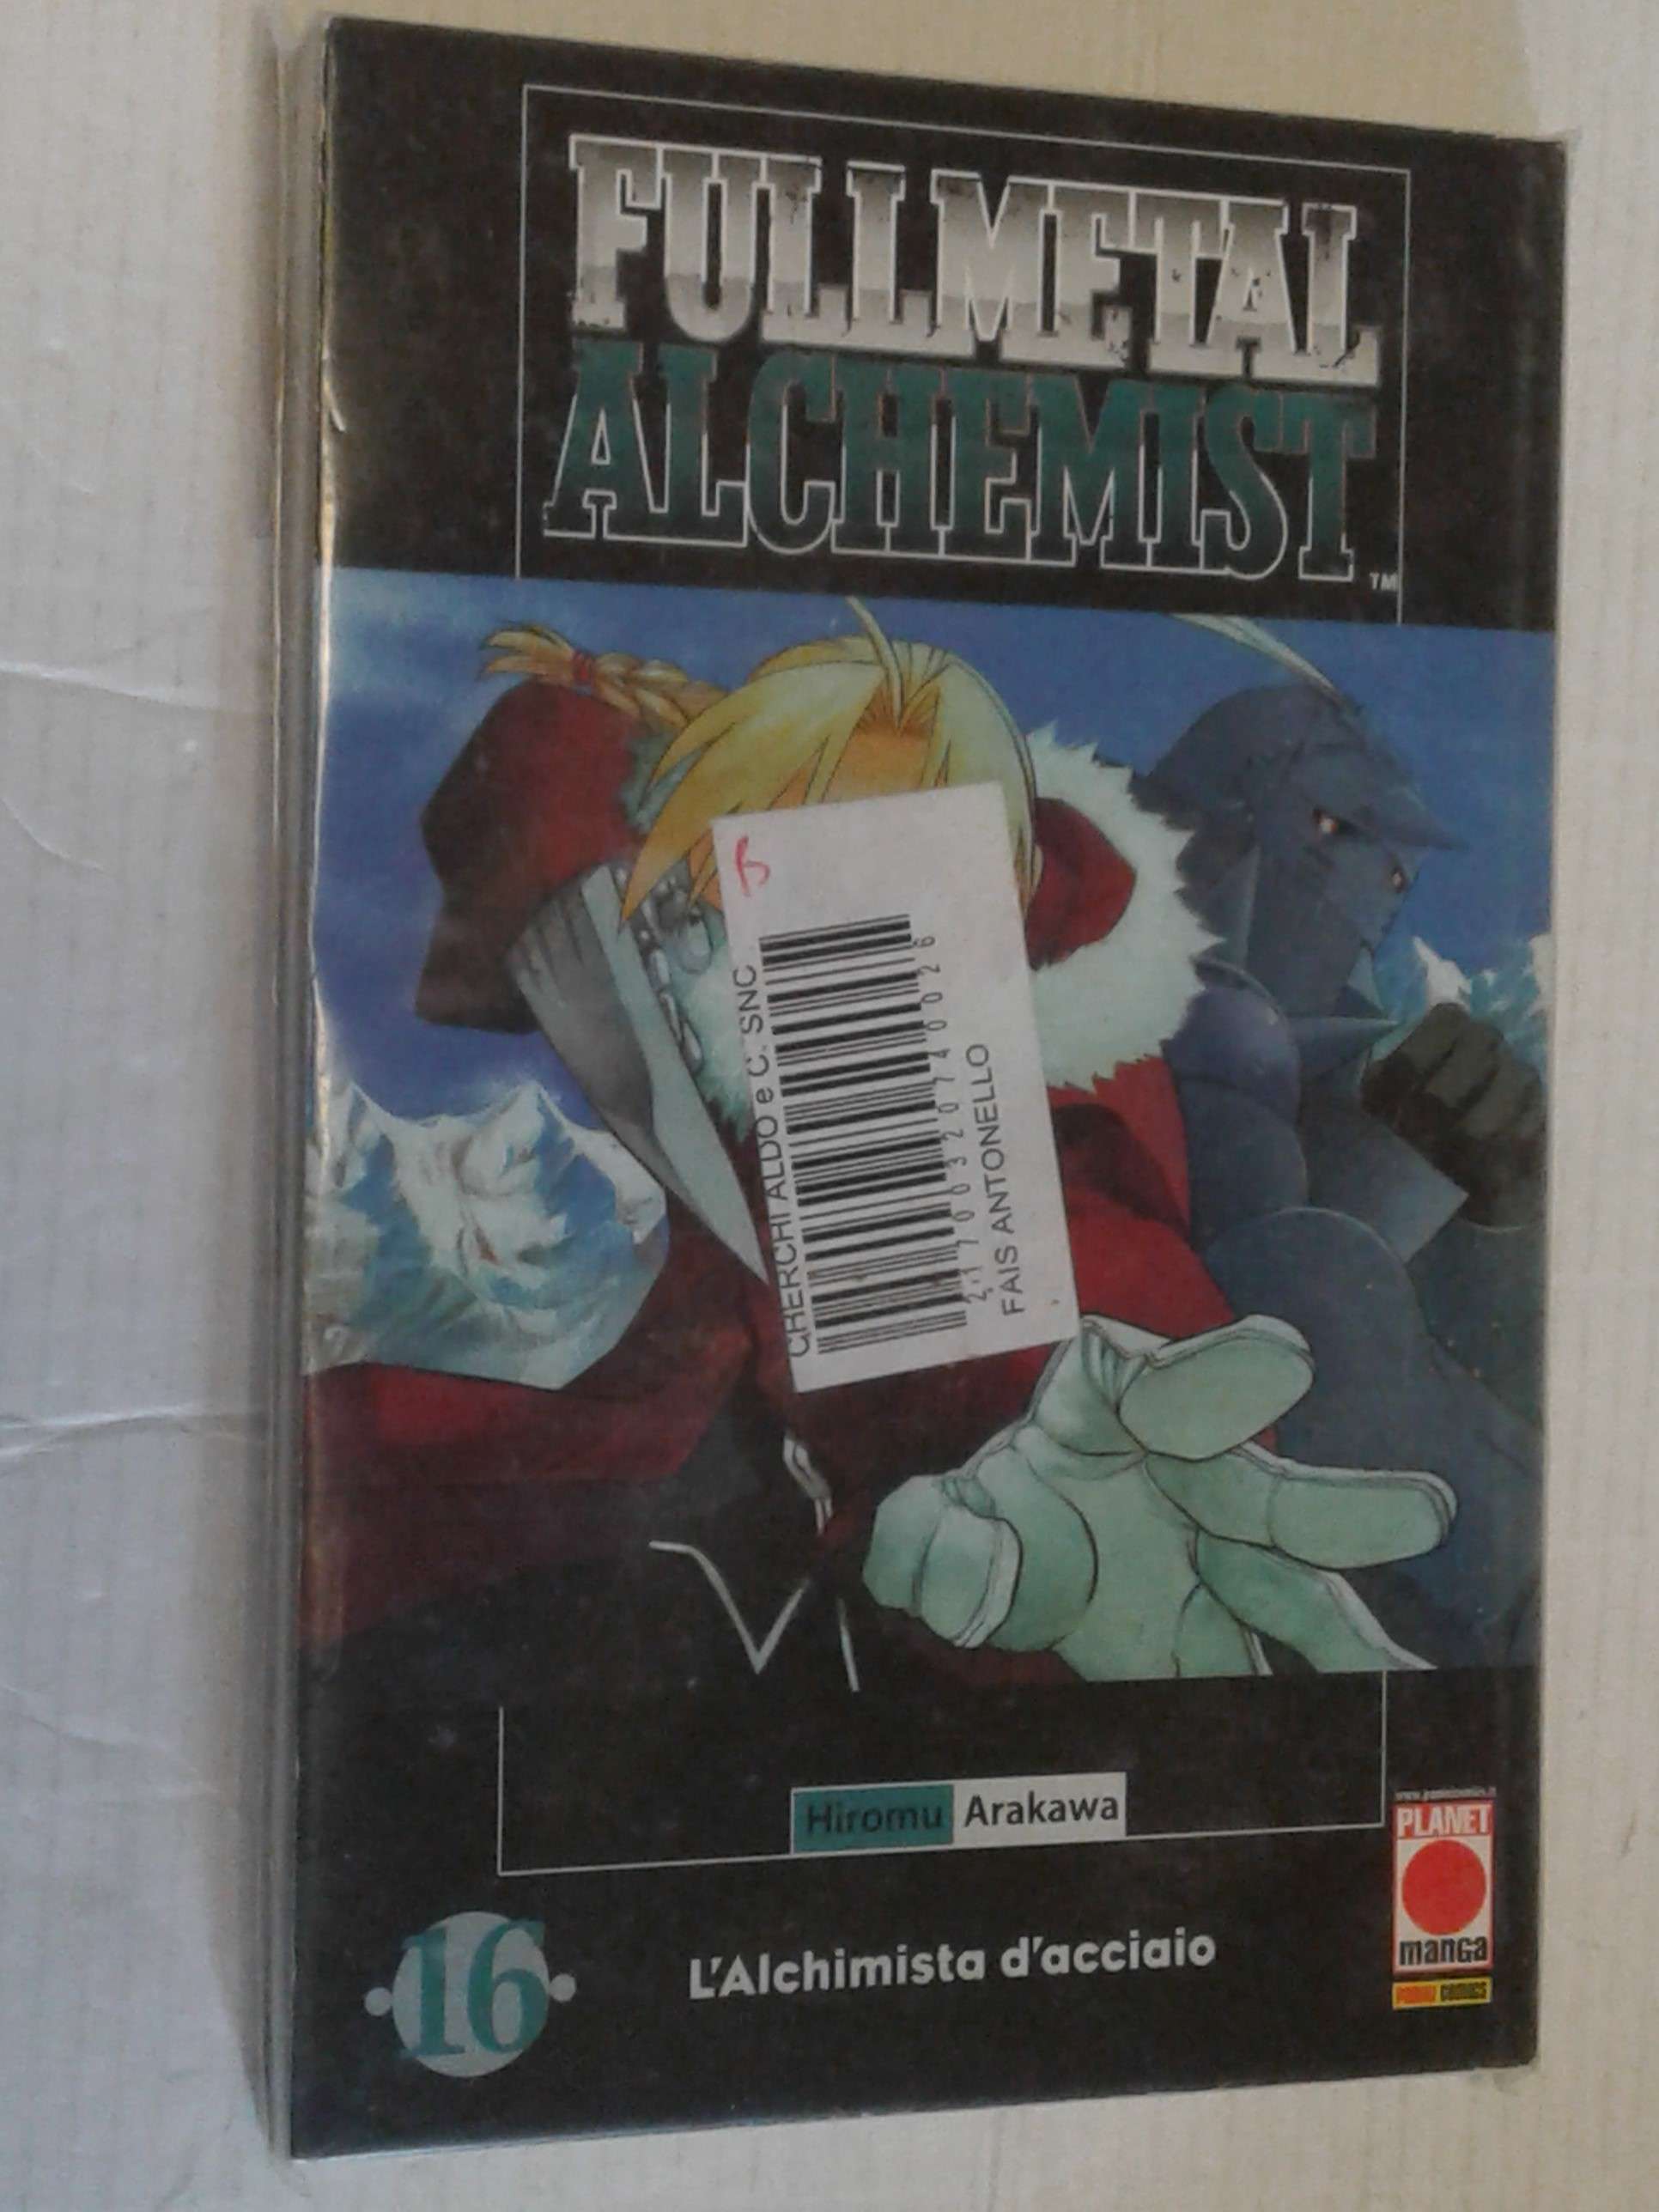 FULLMETAL
ALCHEMIST
TM
CHERCHI ALDO e C. SNC
FAIS ANTONELLO
Hiromu Arakawa
PLANET
manga
PANINI COMICS
16
L'Alchimista d'acciaio